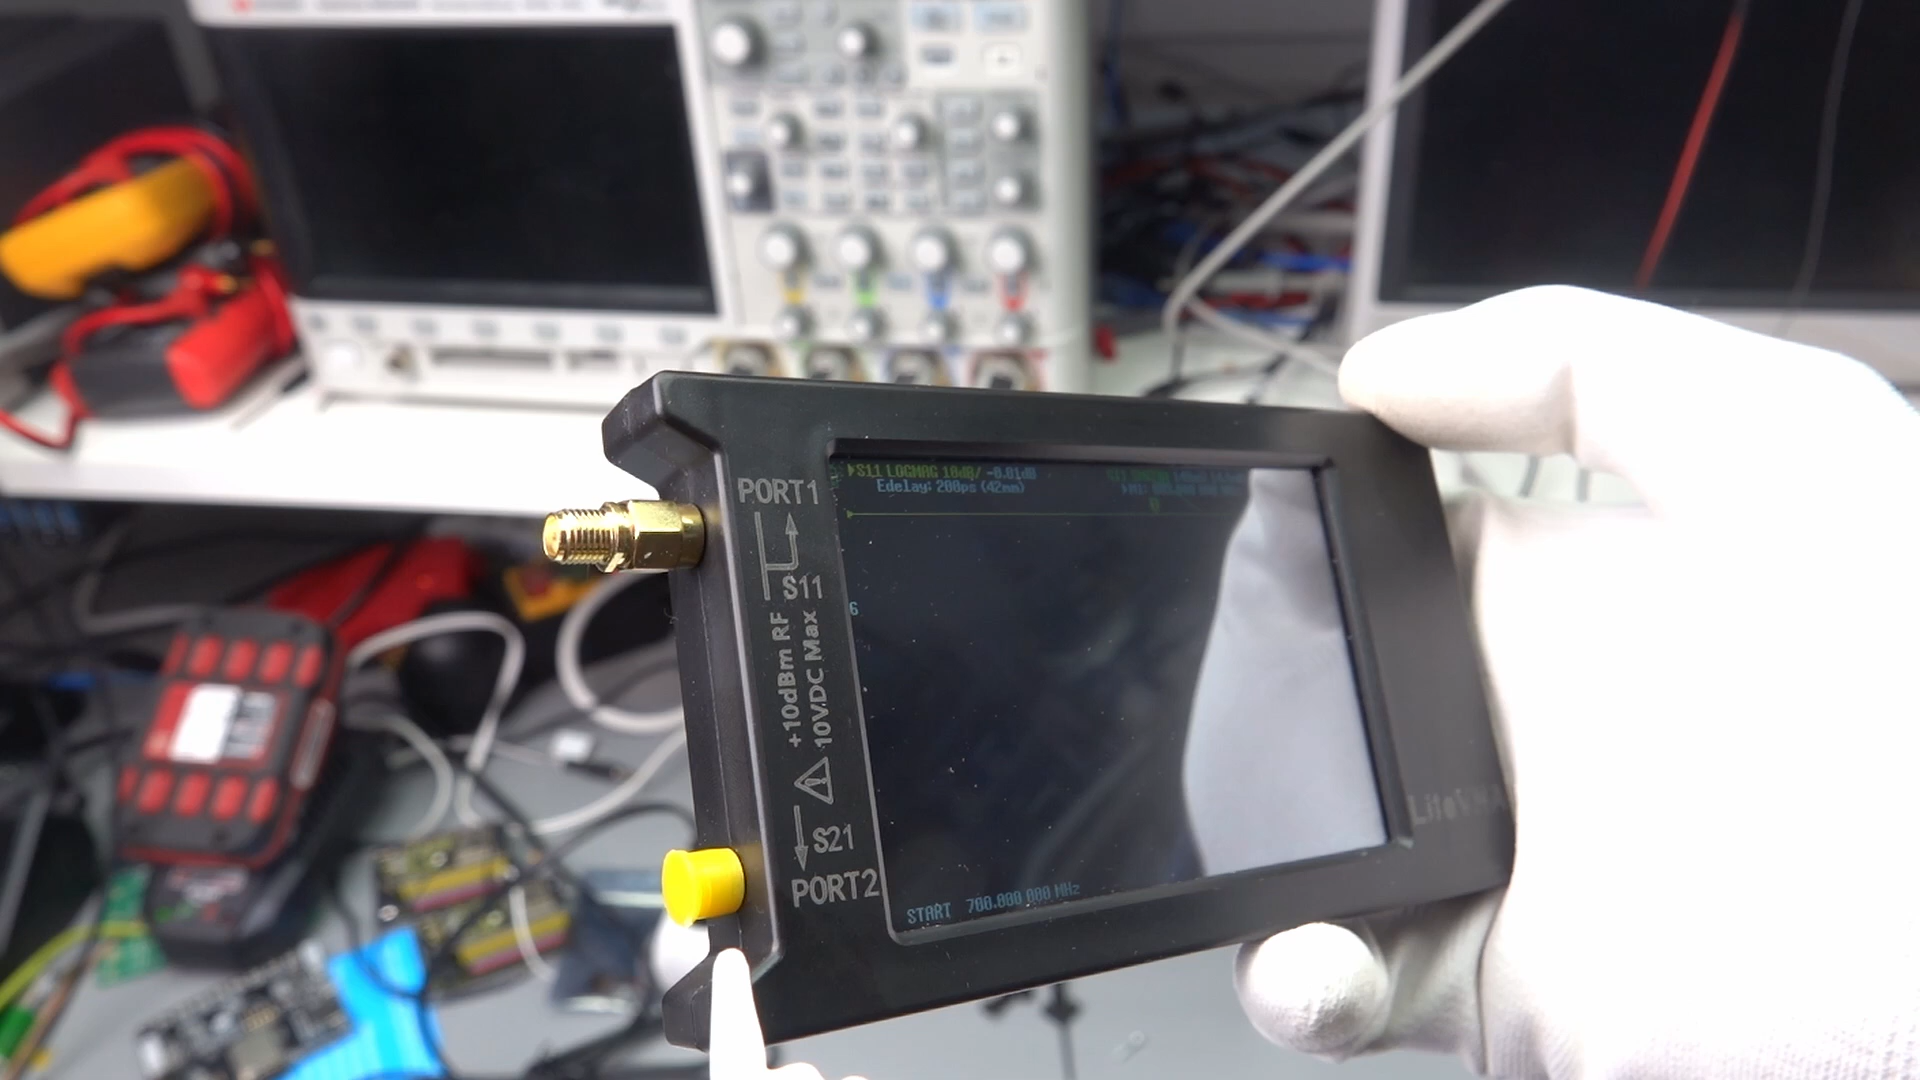 PORT1
S11
+10dBm RF
10VDC Max
S21
PORT2
S11 LOGMAG 10dB/ -0.01dB
Edelay: 200ps (42mm)
6
START 700.000 000 MHz